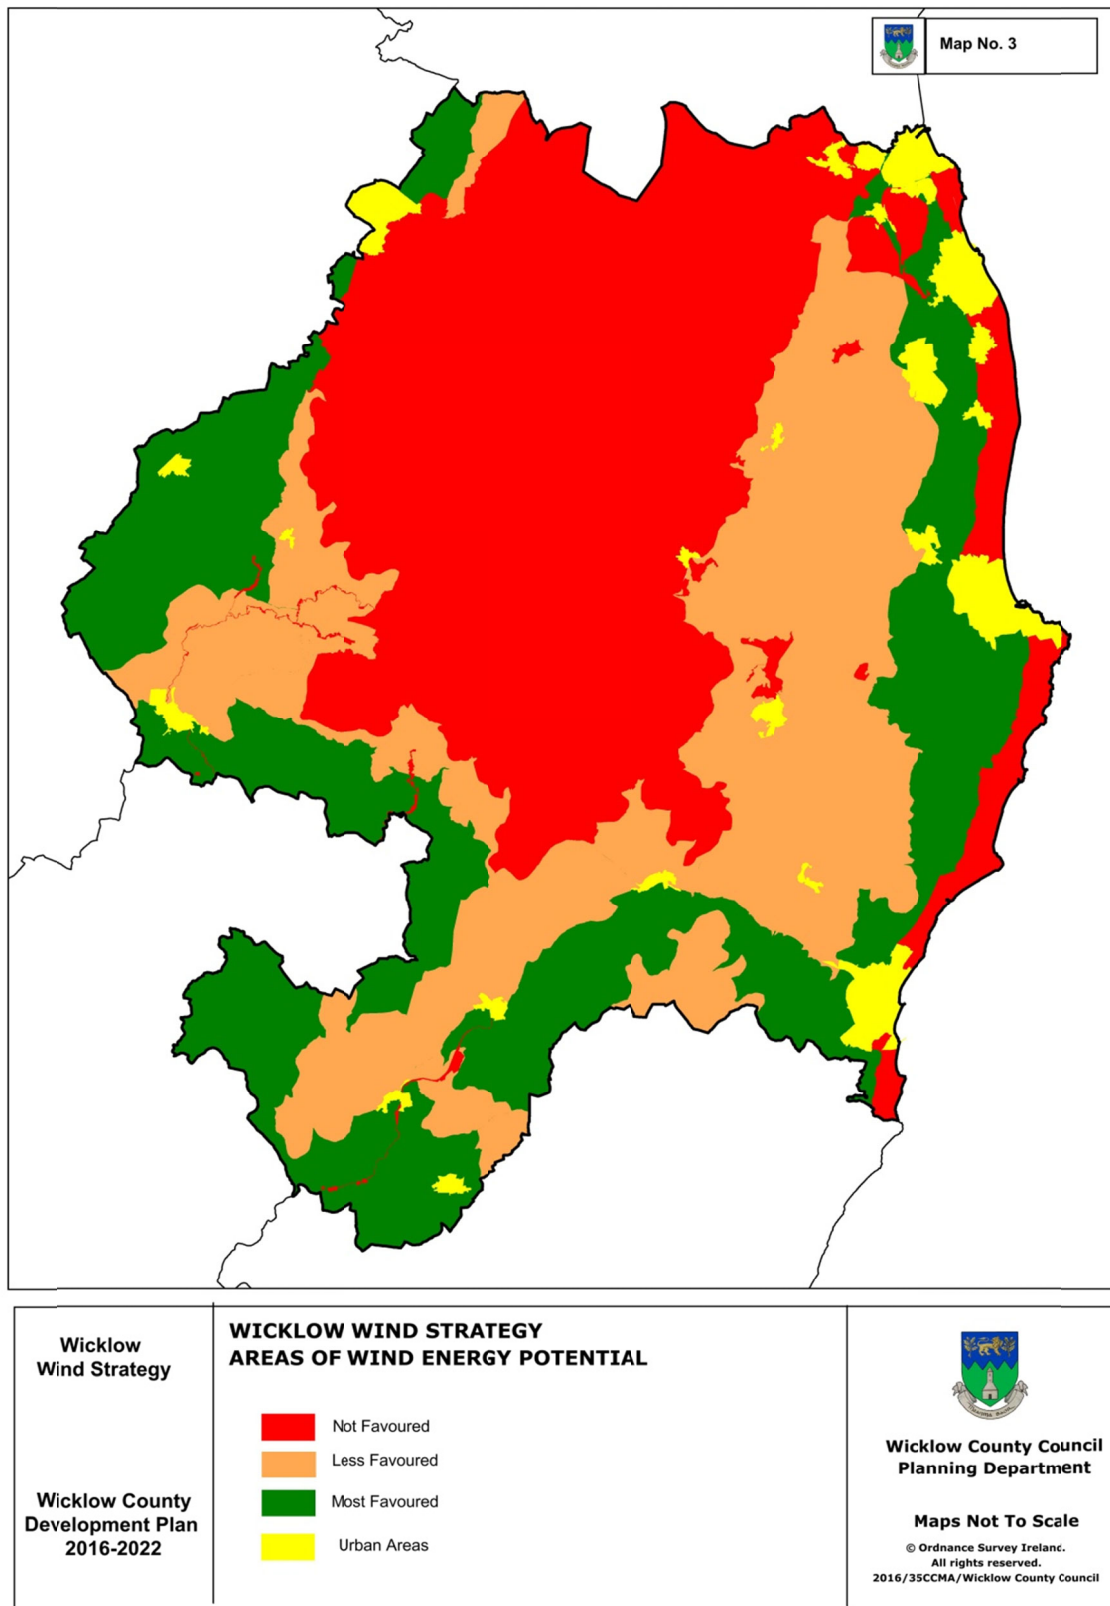 Map No. 3
Wicklow
Wind Strategy
Wicklow County
Development Plan
2016-2022
WICKLOW WIND STRATEGY
AREAS OF WIND ENERGY POTENTIAL
Not Favoured
Less Favoured
Most Favoured
Urban Areas
Wicklow County Council
Planning Department
Maps Not To Scale
© Ordnance Survey Ireland.
All rights reserved.
2016/35CCMA/Wicklow County Council